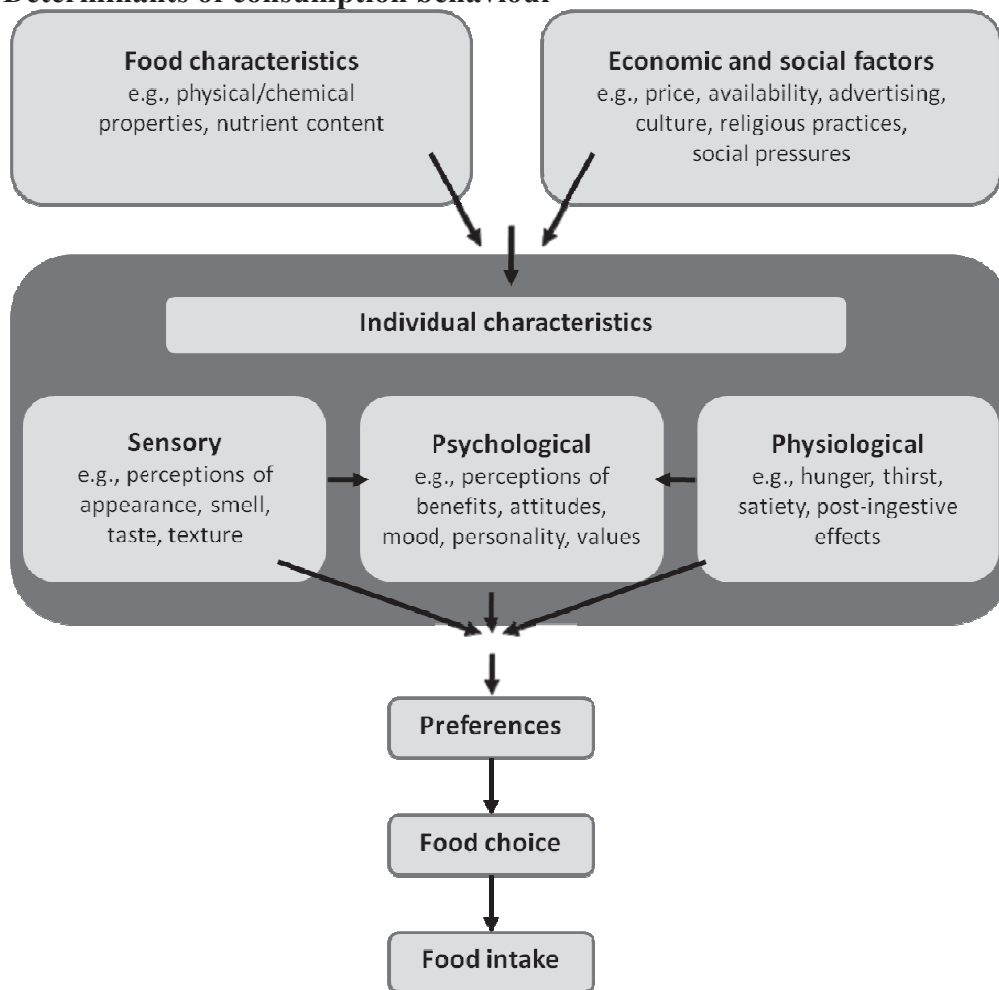 Determinants of consumption behaviour
Food characteristics
e.g., physical/chemical
properties, nutrient content
Economic and social factors
e.g., price, availability, advertising,
culture, religious practices,
social pressures
Individual characteristics
Sensory
e.g., perceptions of
appearance, smell,
taste, texture
Psychological
e.g., perceptions of
benefits, attitudes,
mood, personality, values
Physiological
e.g., hunger, thirst,
satiety, post-ingestive
effects
Preferences
Food choice
Food intake